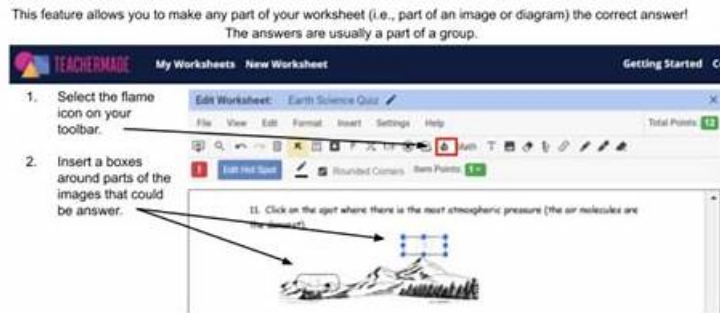 This feature allows you to make any part of your worksheet (i.e., part of an image or diagram) the correct answer!
The answers are usually a part of a group.
TEACHERMADE My Worksheets New Worksheet Getting Started
1. Select the flame
icon on your
toolbar.
2. Insert a boxes
around parts of the
images that could
be answer.
Edit Worksheet: Earth Science Quiz
File View Edit Format Insert Settings Help Total Points: 12
Math T
Edit Hot Spot Rounded Corners Item Points: 1
11. Click on the spot where there is the most atmospheric pressure (the air molecules are
the